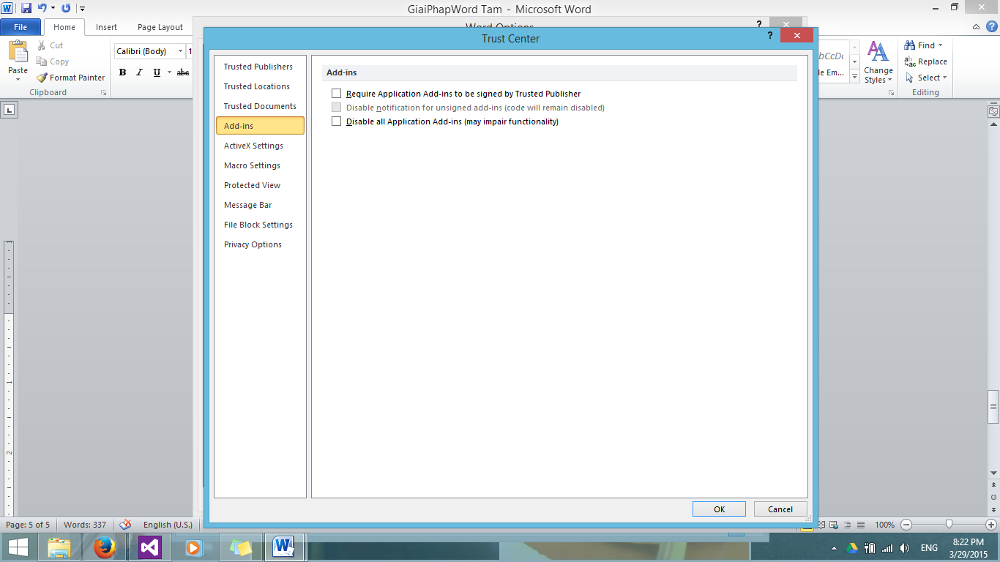 GiaiPhapWord Tam - Microsoft Word
File
Home
Insert
Page Layout
Word Options
?
Trust Center
?
Paste
Cut
Copy
Format Painter
Clipboard
Calibri (Body)
1
B I U abc
Change
Styles
Find
Replace
Select
Editing
le Em...
Trusted Publishers
Trusted Locations
Trusted Documents
Add-ins
ActiveX Settings
Macro Settings
Protected View
Message Bar
File Block Settings
Privacy Options
Add-ins
Require Application Add-ins to be signed by Trusted Publisher
Disable notification for unsigned add-ins (code will remain disabled)
Disable all Application Add-ins (may impair functionality)
OK
Cancel
1
2
Page: 5 of 5
Words: 337
English (U.S.)
100%
ENG
8:22 PM
3/29/2015